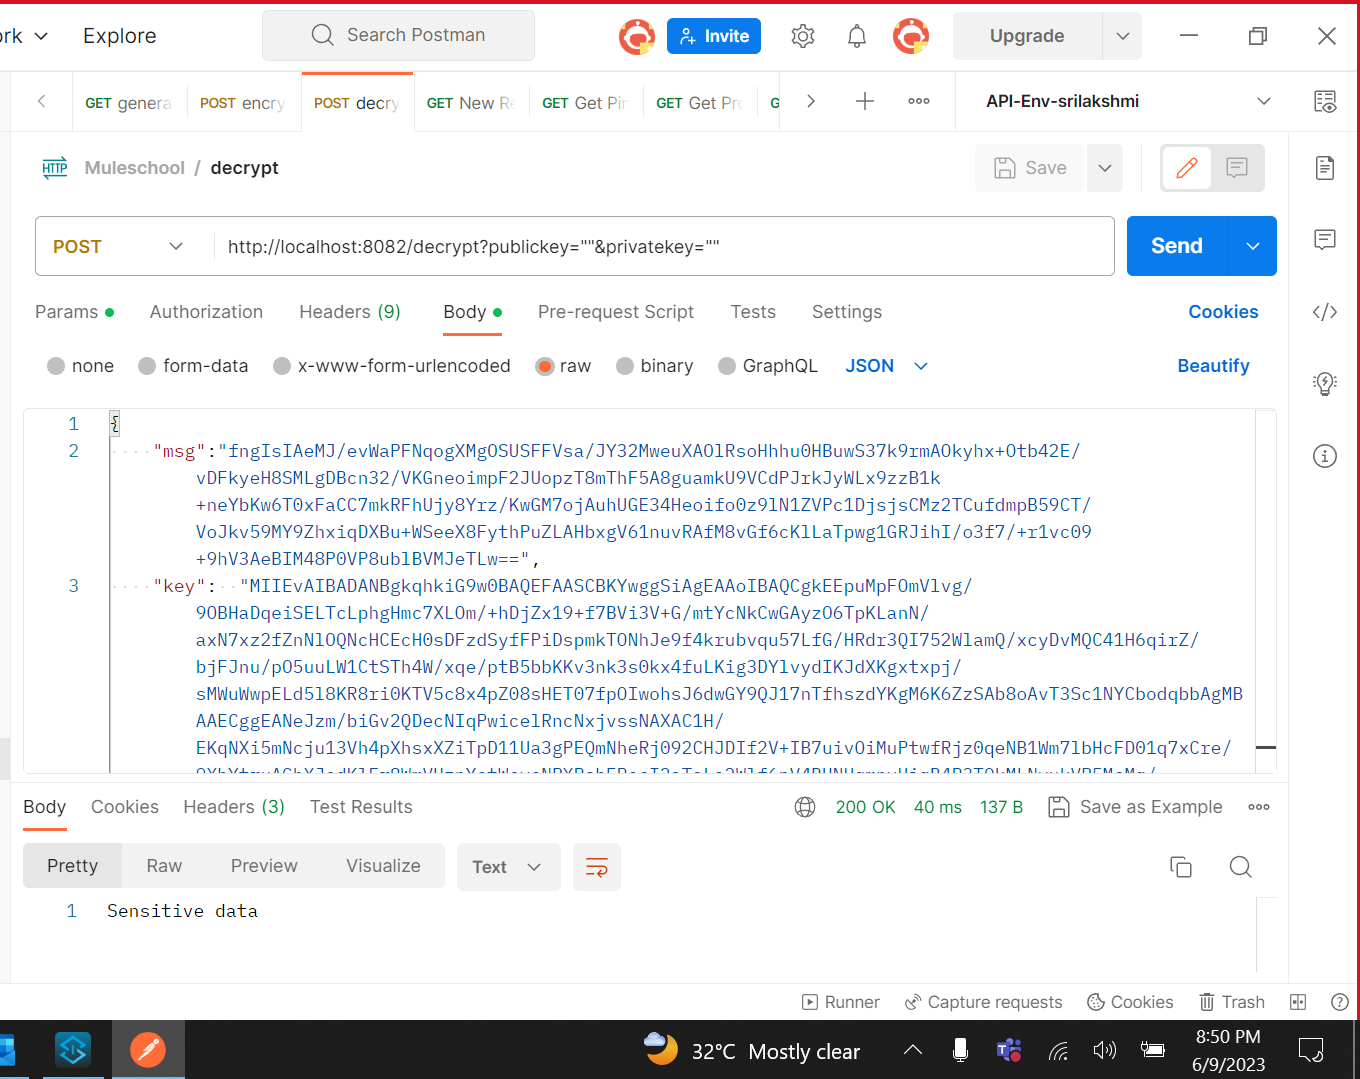 rk Explore Search Postman Invite Upgrade
GET genera POST encry POST decry GET New Re GET Get Pi GET Get Pro G API-Env-srilakshmi
HTTP Muleschool / decrypt Save
POST http://localhost:8082/decrypt?publickey=""&privatekey="" Send
Params Authorization Headers (9) Body Pre-request Script Tests Settings Cookies
none form-data x-www-form-urlencoded raw binary GraphQL JSON Beautify
1 {
2 "msg":"fngIsIAeMJ/evWaPFNqogXMgOSUSFFVsa/JY32MweuXAOlRsoHhhu0HBuwS37k9rmAOkyhx+Otb42E/
vDFkyeH8SMLgDBcn32/VKGneoimpF2JUopzT8mThF5A8guamkU9VCdPJrkJyWLx9zzB1k
+neYbKw6T0xFaCC7mkRFhUjy8Yrz/KwGM7ojAuhUGE34Heoifo0z9lN1ZVPc1DjsjsCMz2TCufdmpB59CT/
VoJkv59MY9ZhxiqDXBu+WSeeX8FythPuZLAHbxgV61nuvRAfM8vGf6cKlLaTpwg1GRJihI/o3f7/+r1vc09
+9hV3AeBIM48P0VP8ublBVMJeTLw==",
3 "key": "MIIEvAIBADANBgkqhkiG9w0BAQEFAASCBKYwggSiAgEAAoIBAQCgkEEpuMpFOmVlvg/
9OBHaDqeiSELTcLphgHmc7XLOm/+hDjZx19+f7BVi3V+G/mtYcNkCwGAyzO6TpKLanN/
axN7xz2fZnNlOQNcHCEcH0sDFzdSyfFPiDspmkTONhJe9f4krubvqu57LfG/HRdr3QI752WlamQ/xcyDvMQC41H6qirZ/
bjFJnu/pO5uuLW1CtSTh4W/xqe/ptB5bbKKv3nk3s0kx4fuLKig3DYlvydIKJdXKgxtxpj/
sMWuWwpELd5l8KR8ri0KTV5c8x4pZ08sHET07fpOIwohsJ6dwGY9QJ17nTfhszdYKgM6K6ZzSAb8oAvT3Sc1NYCbodqbbAgMB
AAECggEANeJzm/biGv2QDecNIqPwicelRncNxjvssNAXAC1H/
EKqNXi5mNcju13Vh4pXhsxXZiTpD11Ua3gPEQmNheRj092CHJDIf2V+IB7uivOiMuPtwfRjz0qeNB1Wm7lbHcFD01q7xCre/
Body Cookies Headers (3) Test Results 200 OK 40 ms 137 B Save as Example
Pretty Raw Preview Visualize Text
1 Sensitive data
Runner Capture requests Cookies Trash
32°C Mostly clear 8:50 PM
6/9/2023